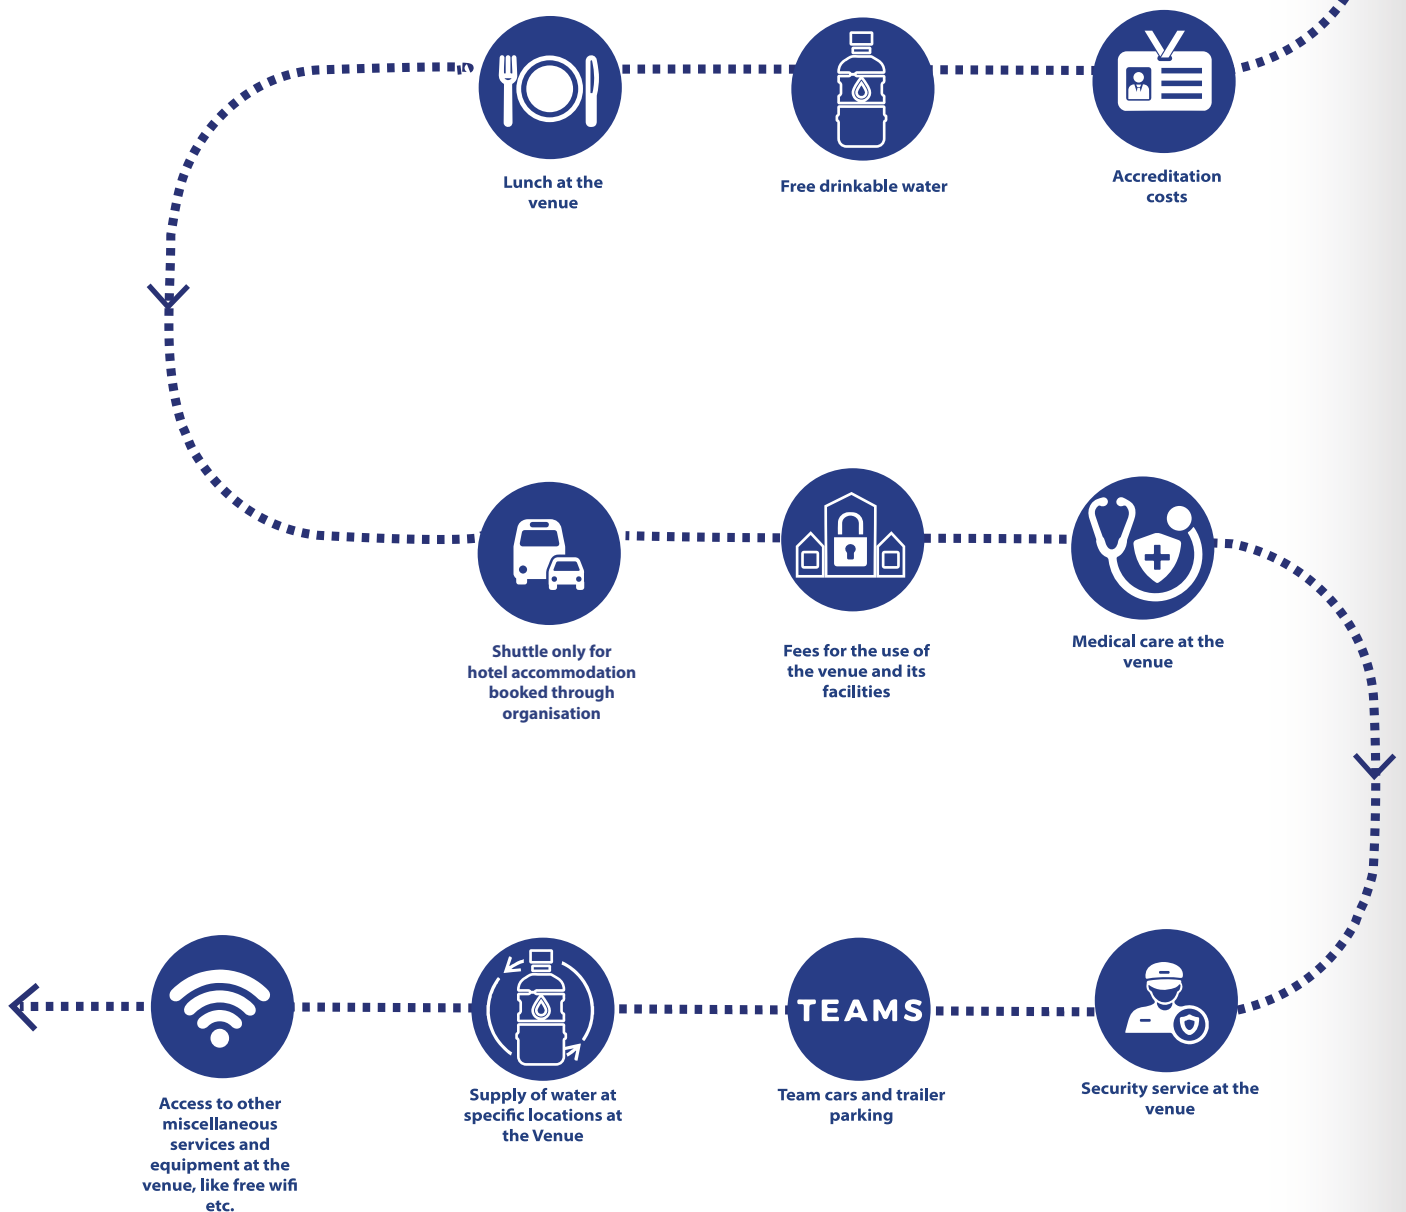 Lunch at the
venue
Free drinkable water
Accreditation
costs
Shuttle only for
hotel accommodation
booked through
organisation
Fees for the use of
the venue and its
facilities
Medical care at the
venue
Access to other
miscellaneous
services and
equipment at the
venue, like free wifi
etc.
Supply of water at
specific locations at
the Venue
TEAMS
Team cars and trailer
parking
Security service at the
venue